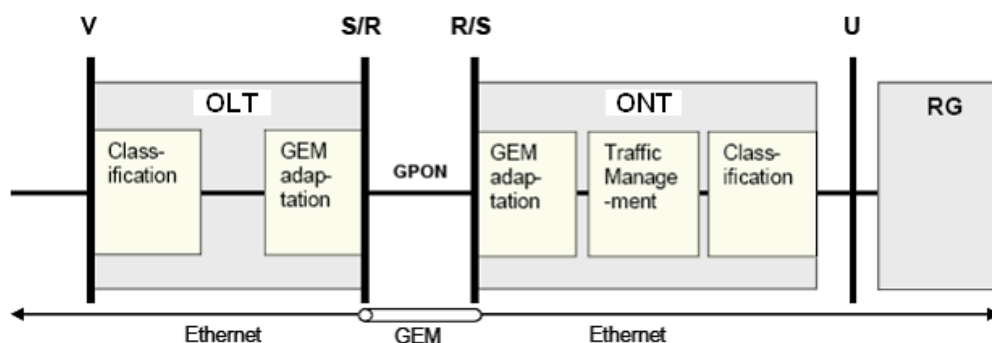 V
S/R
R/S
U
OLT
ONT
RG
Class-
ification
GEM
adap-
tation
GPON
GEM
adap-
tation
Traffic
Manage
-ment
Class-
ification
Ethernet
GEM
Ethernet